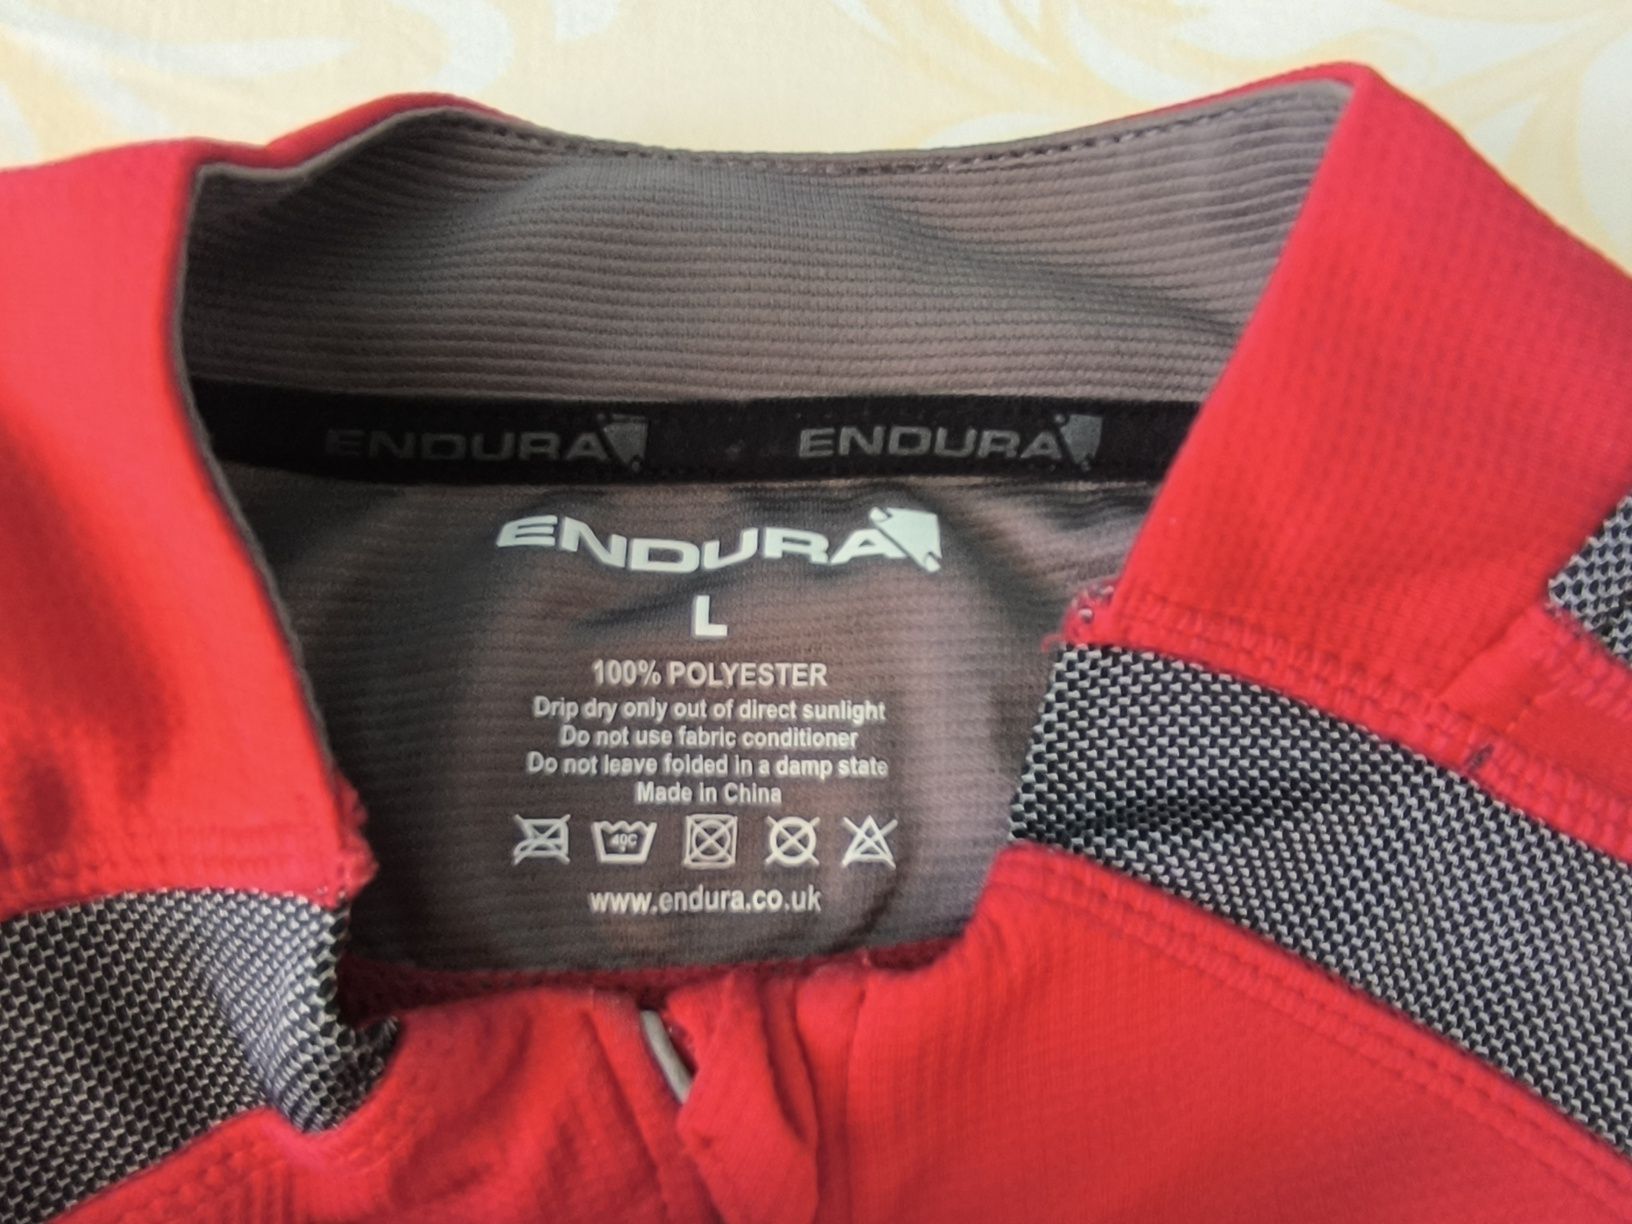 ENDURA ENDURA
ENDURA
L
100% POLYESTER
Drip dry only out of direct sunlight
Do not use fabric conditioner
Do not leave folded in a damp state
Made in China
40C
www.endura.co.uk